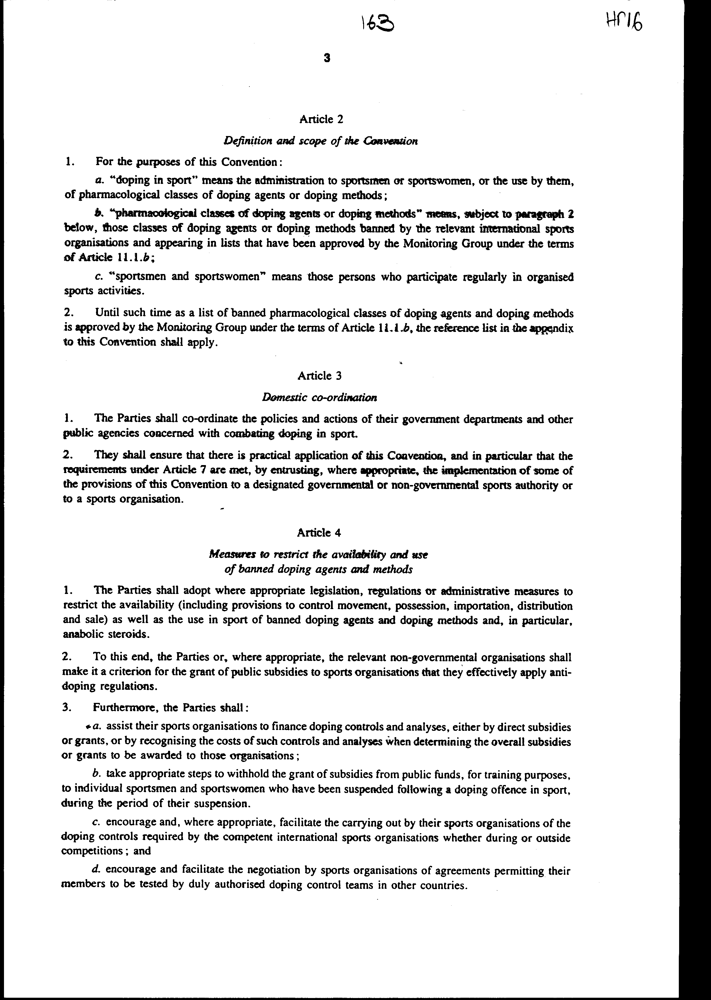 163
HM16
3
Article 2
Definition and scope of the Convention
1. For the purposes of this Convention:
a. “doping in sport” means the administration to sportsmen or sportswomen, or the use by them,
of pharmacological classes of doping agents or doping methods;
b. “pharmacological classes of doping agents or doping methods” means, subject to paragraph 2
below, those classes of doping agents or doping methods banned by the relevant international sports
organisations and appearing in lists that have been approved by the Monitoring Group under the terms
of Article 11.1.b;
c. “sportsmen and sportswomen” means those persons who participate regularly in organised
sports activities.
2. Until such time as a list of banned pharmacological classes of doping agents and doping methods
is approved by the Monitoring Group under the terms of Article 11.1.b, the reference list in the appendix
to this Convention shall apply.
Article 3
Domestic co-ordination
1. The Parties shall co-ordinate the policies and actions of their government departments and other
public agencies concerned with combating doping in sport.
2. They shall ensure that there is practical application of this Convention, and in particular that the
requirements under Article 7 are met, by entrusting, where appropriate, the implementation of some of
the provisions of this Convention to a designated governmental or non-governmental sports authority or
to a sports organisation.
Article 4
Measures to restrict the availability and use
of banned doping agents and methods
1. The Parties shall adopt where appropriate legislation, regulations or administrative measures to
restrict the availability (including provisions to control movement, possession, importation, distribution
and sale) as well as the use in sport of banned doping agents and doping methods and, in particular,
anabolic steroids.
2. To this end, the Parties or, where appropriate, the relevant non-governmental organisations shall
make it a criterion for the grant of public subsidies to sports organisations that they effectively apply anti-
doping regulations.
3. Furthermore, the Parties shall:
a. assist their sports organisations to finance doping controls and analyses, either by direct subsidies
or grants, or by recognising the costs of such controls and analyses when determining the overall subsidies
or grants to be awarded to those organisations;
b. take appropriate steps to withhold the grant of subsidies from public funds, for training purposes,
to individual sportsmen and sportswomen who have been suspended following a doping offence in sport,
during the period of their suspension.
c. encourage and, where appropriate, facilitate the carrying out by their sports organisations of the
doping controls required by the competent international sports organisations whether during or outside
competitions; and
d. encourage and facilitate the negotiation by sports organisations of agreements permitting their
members to be tested by duly authorised doping control teams in other countries.